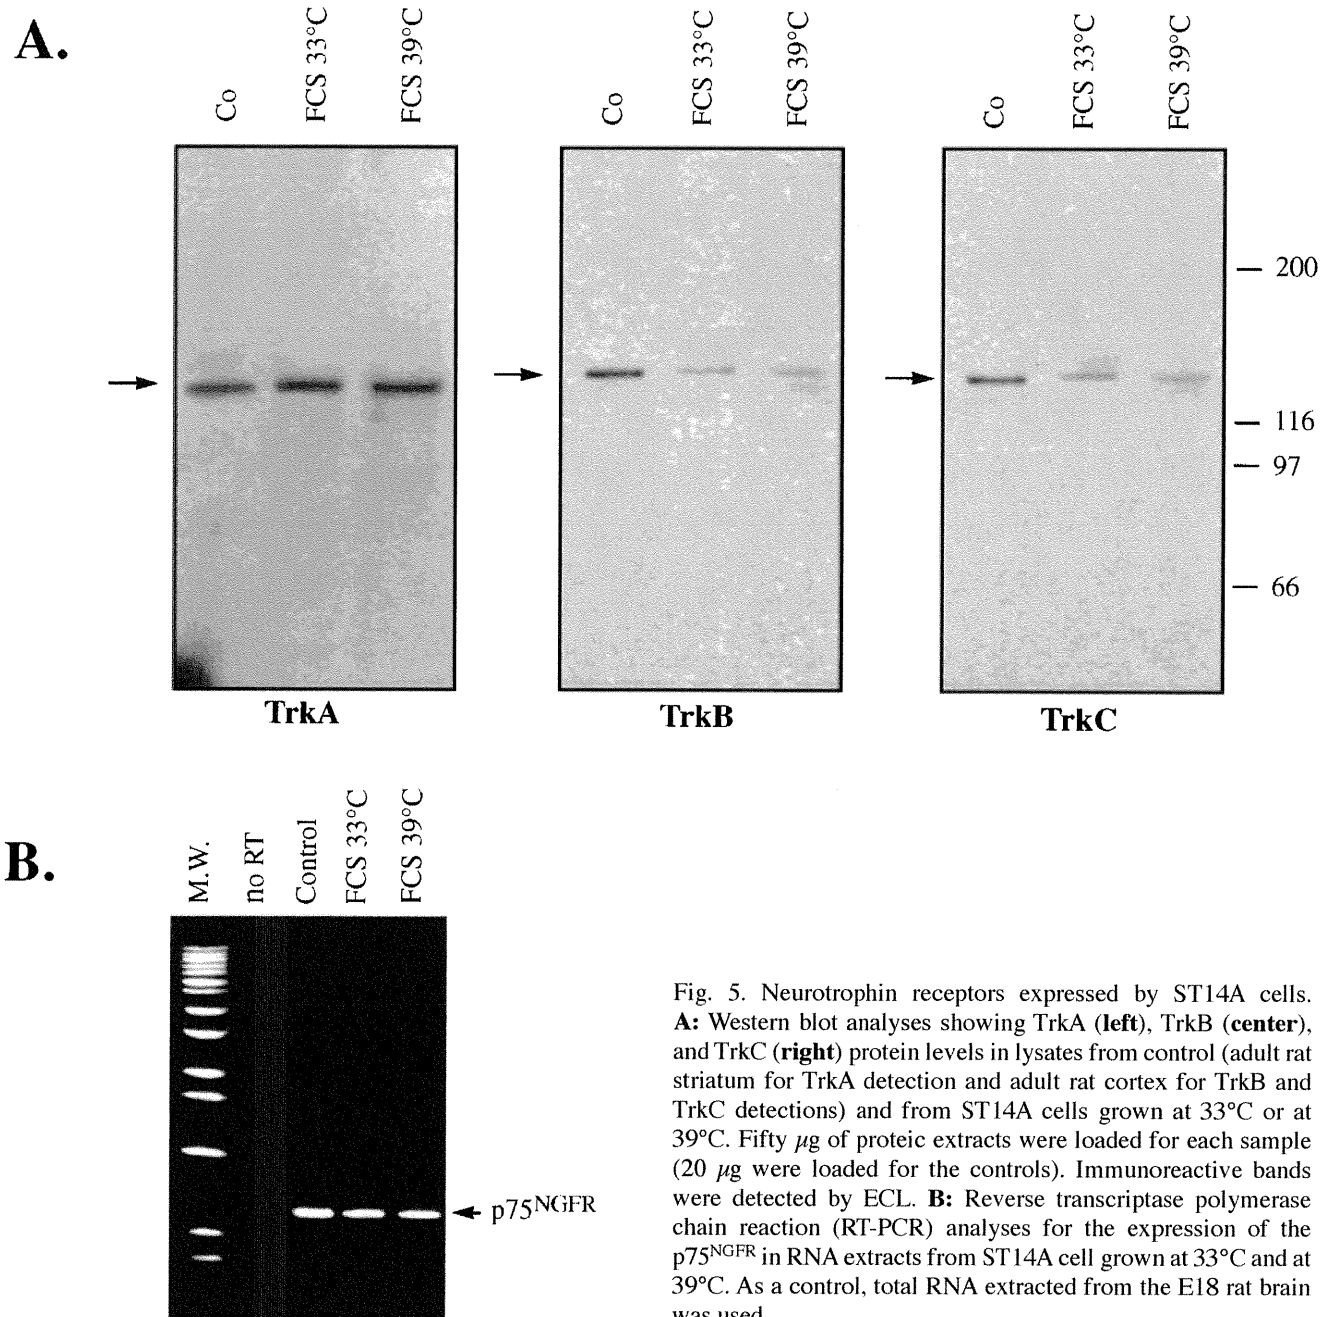 A.
Co
FCS 33°C
FCS 39°C
Co
FCS 33°C
FCS 39°C
Co
FCS 33°C
FCS 39°C
200
116
97
66
TrkA
TrkB
TrkC
B.
M.W.
no RT
Control
FCS 33°C
FCS 39°C
p75NGFR
Fig. 5. Neurotrophin receptors expressed by ST14A cells.
A: Western blot analyses showing TrkA (left), TrkB (center),
and TrkC (right) protein levels in lysates from control (adult rat
striatum for TrkA detection and adult rat cortex for TrkB and
TrkC detections) and from ST14A cells grown at 33°C or at
39°C. Fifty μg of proteic extracts were loaded for each sample
(20 μg were loaded for the controls). Immunoreactive bands
were detected by ECL. B: Reverse transcriptase polymerase
chain reaction (RT-PCR) analyses for the expression of the
p75NGFR in RNA extracts from ST14A cell grown at 33°C and at
39°C. As a control, total RNA extracted from the E18 rat brain
was used